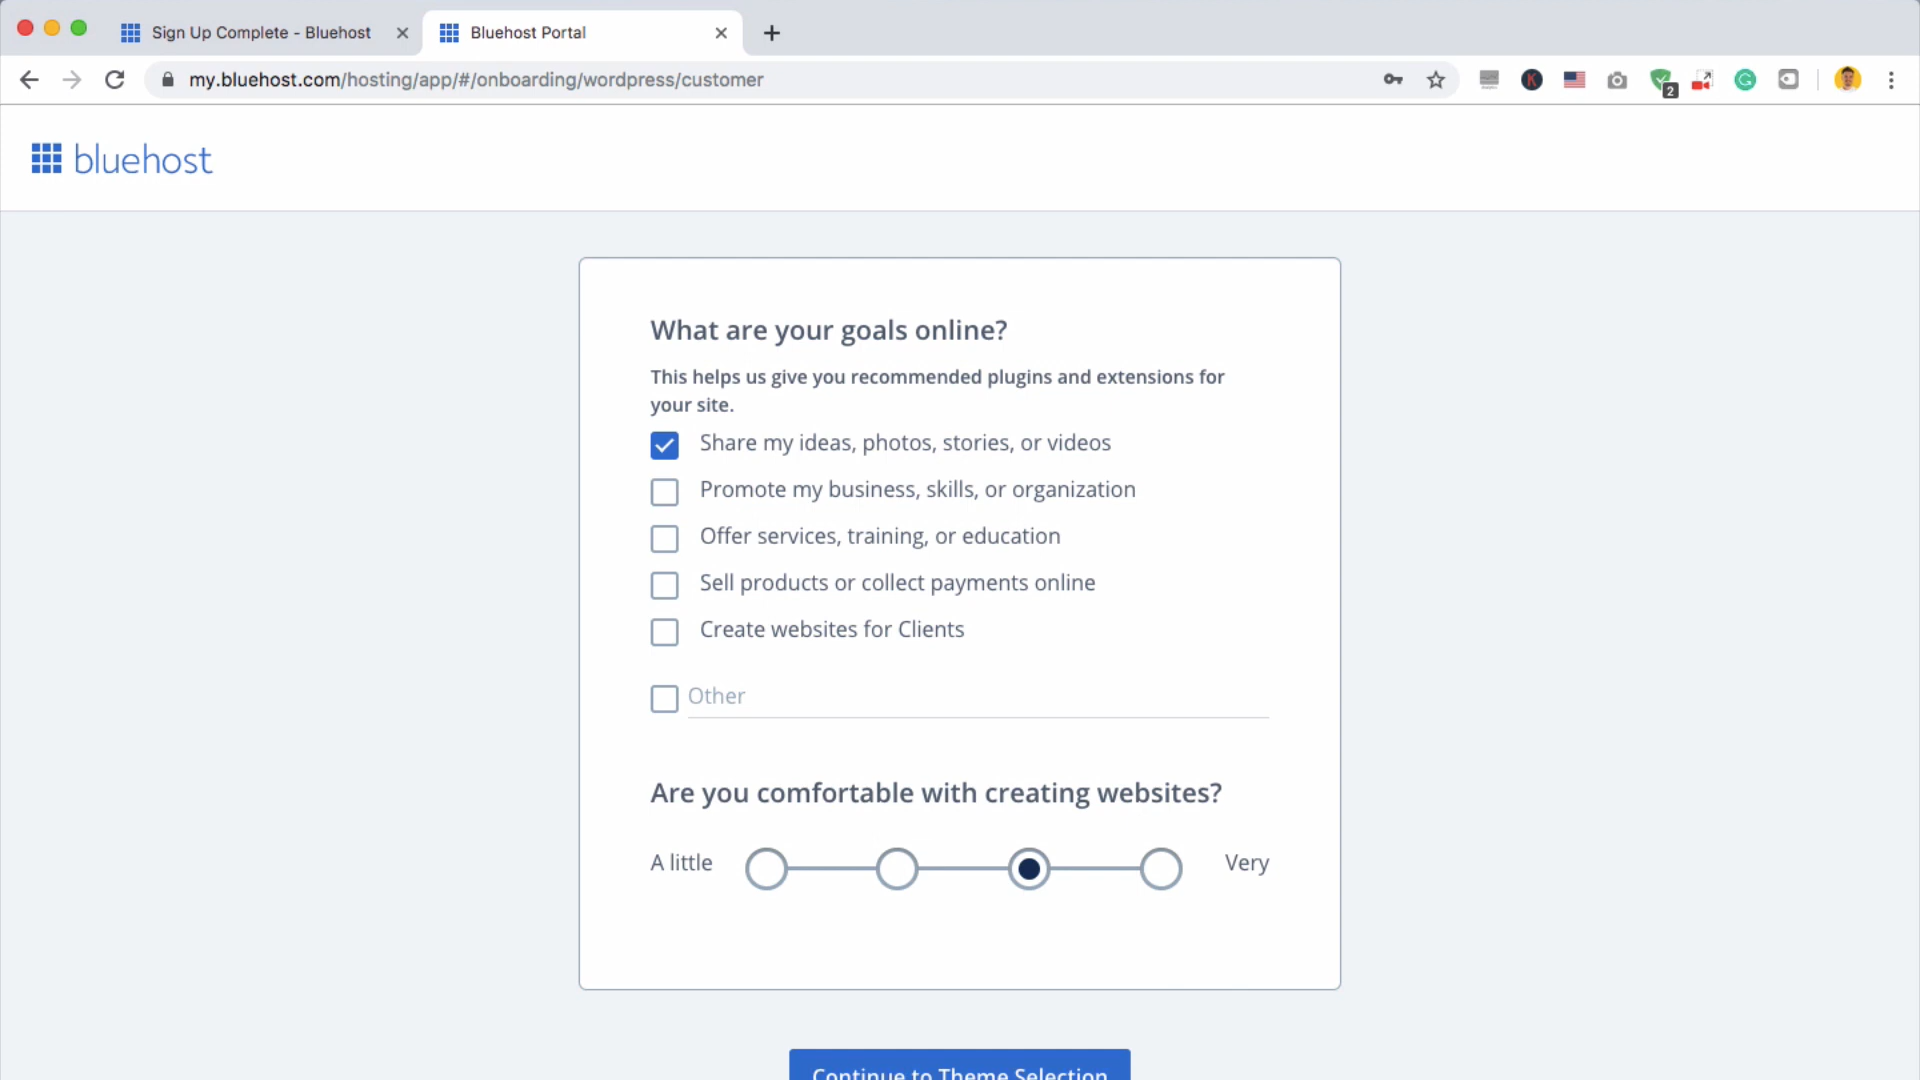 Sign Up Complete - Bluehost
Bluehost Portal
my.bluehost.com/hosting/app/#/onboarding/wordpress/customer
2
bluehost
What are your goals online?
This helps us give you recommended plugins and extensions for
your site.
Share my ideas, photos, stories, or videos
Promote my business, skills, or organization
Offer services, training, or education
Sell products or collect payments online
Create websites for Clients
Other
Are you comfortable with creating websites?
A little
Very
Continue to Theme Selection